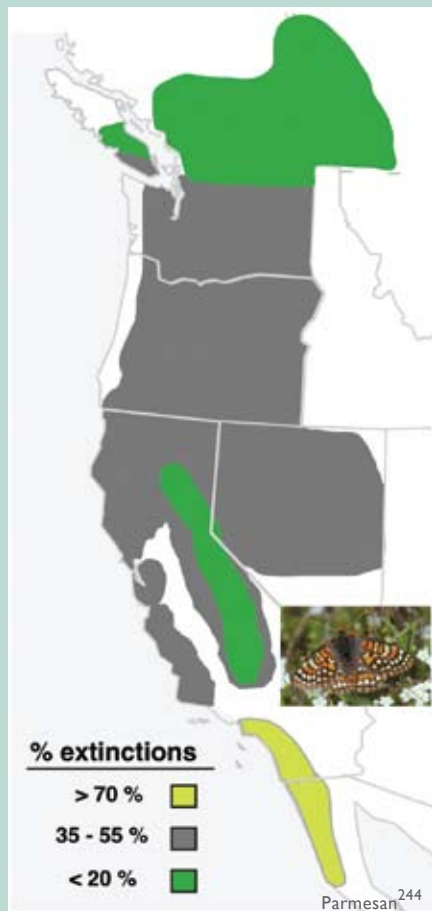 % extinctions
> 70 %
35 - 55 %
< 20 %
Parmesan244